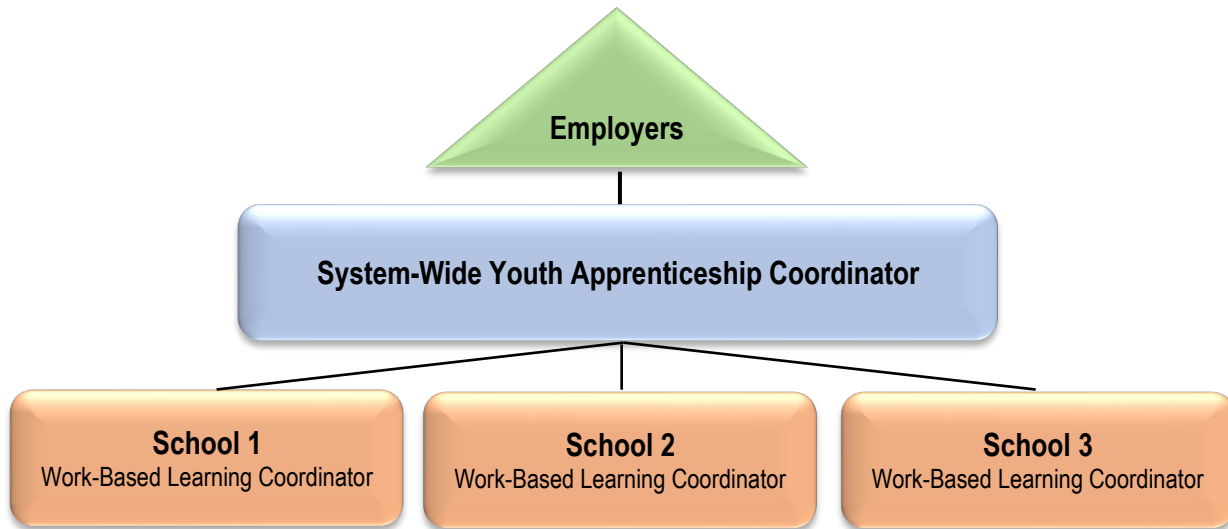 Employers
System-Wide Youth Apprenticeship Coordinator
School 1
Work-Based Learning Coordinator
School 2
Work-Based Learning Coordinator
School 3
Work-Based Learning Coordinator